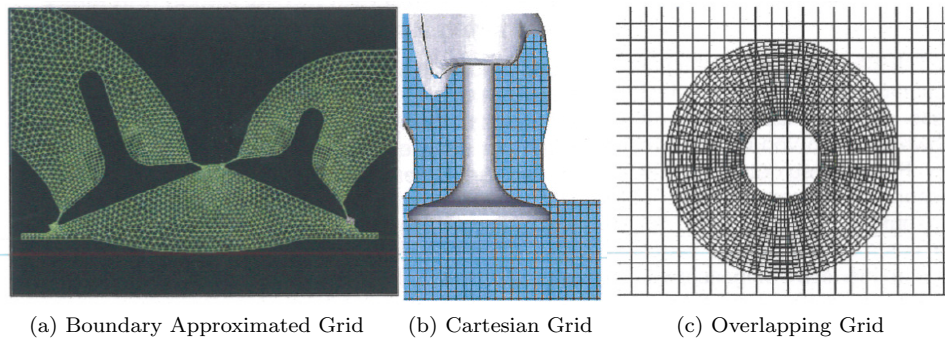 (a) Boundary Approximated Grid
(b) Cartesian Grid
(c) Overlapping Grid